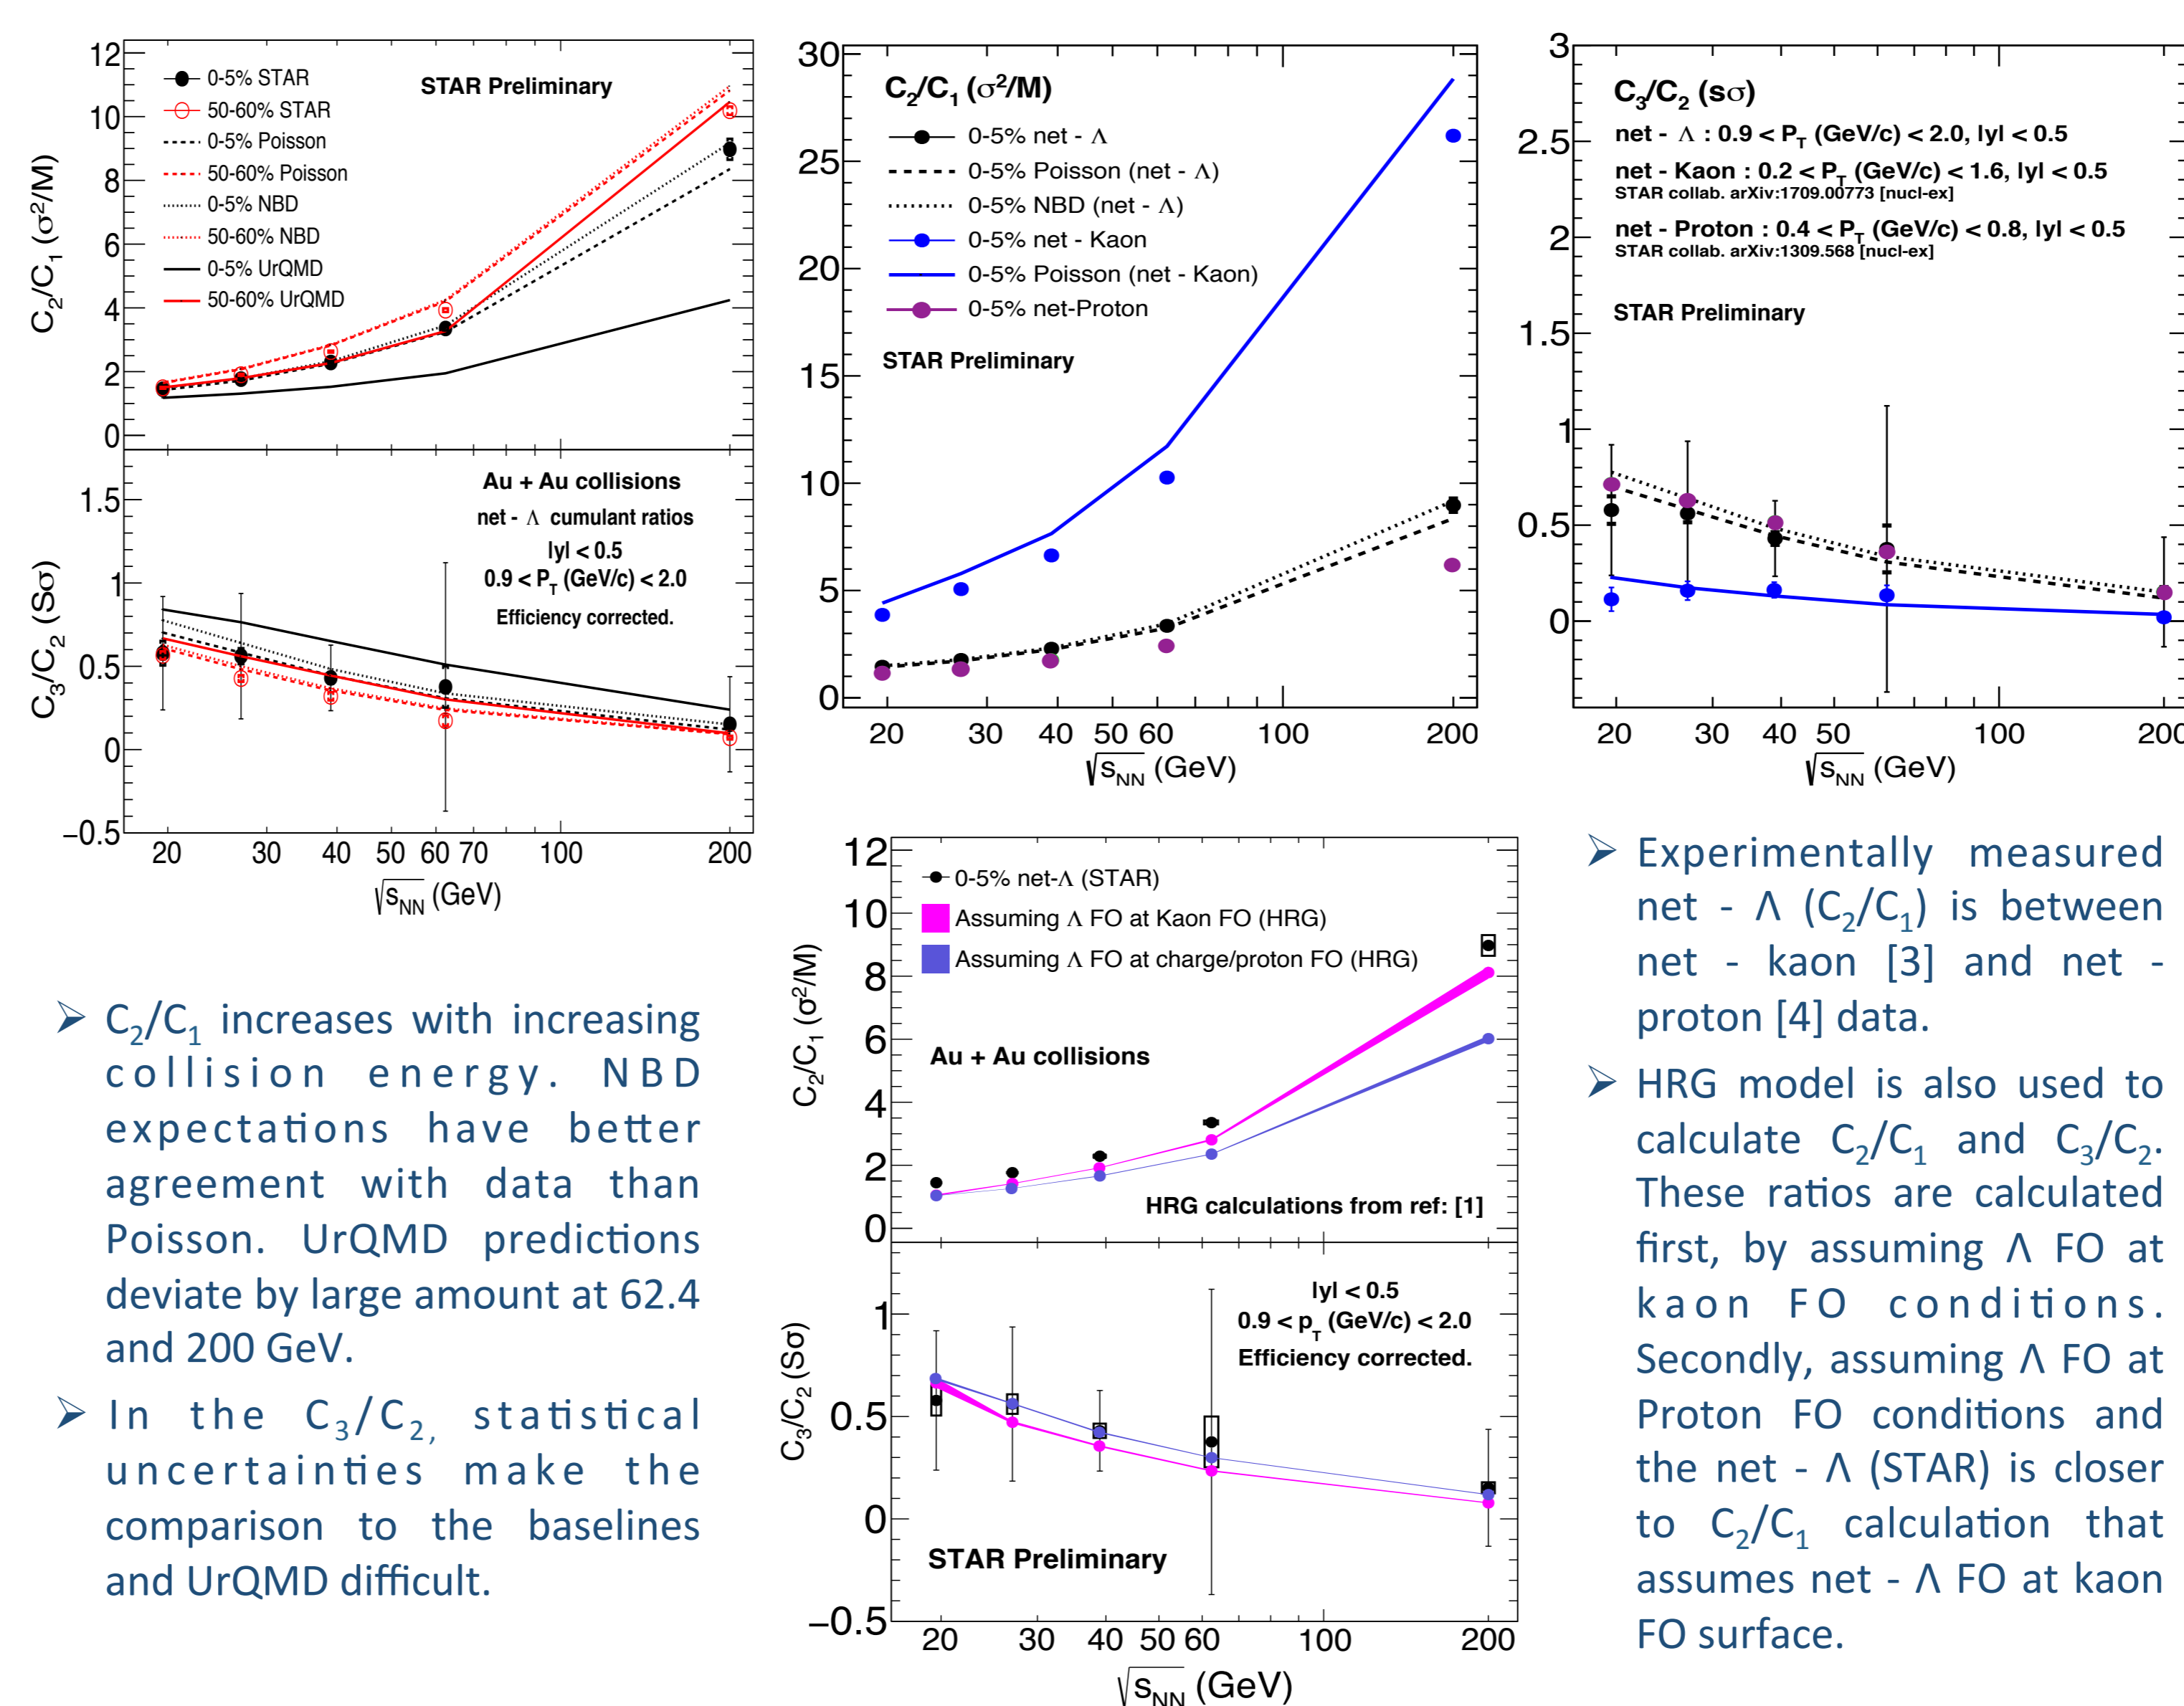 12
10
8
6
4
2
0
C2/C1 (σ²/M)
0-5% STAR
50-60% STAR
0-5% Poisson
50-60% Poisson
0-5% NBD
50-60% NBD
0-5% UrQMD
50-60% UrQMD
STAR Preliminary
1.5
1
0.5
0
−0.5
C3/C2 (Sσ)
Au + Au collisions
net - Λ cumulant ratios
|y| < 0.5
0.9 < PT (GeV/c) < 2.0
Efficiency corrected.
20 30 40 50 60 70 100 200
√sNN (GeV)
30
25
20
15
10
5
0
C2/C1 (σ²/M)
0-5% net - Λ
0-5% Poisson (net - Λ)
0-5% NBD (net - Λ)
0-5% net - Kaon
0-5% Poisson (net - Kaon)
0-5% net-Proton
STAR Preliminary
20 30 40 50 60 100 200
√sNN (GeV)
3
2.5
2
1.5
1
0.5
0
C3/C2 (sσ)
net - Λ : 0.9 < PT (GeV/c) < 2.0, |y| < 0.5
net - Kaon : 0.2 < PT (GeV/c) < 1.6, |y| < 0.5
STAR collab. arXiv:1709.00773 [nucl-ex]
net - Proton : 0.4 < PT (GeV/c) < 0.8, |y| < 0.5
STAR collab. arXiv:1309.568 [nucl-ex]
STAR Preliminary
20 30 40 50 100 200
√sNN (GeV)
➢ C2/C1 increases with increasing
collision energy. NBD
expectations have better
agreement with data than
Poisson. UrQMD predictions
deviate by large amount at 62.4
and 200 GeV.
➢ In the C3/C2, statistical
uncertainties make the
comparison to the baselines
and UrQMD difficult.
12
10
8
6
4
2
0
C2/C1 (σ²/M)
0-5% net-Λ (STAR)
Assuming Λ FO at Kaon FO (HRG)
Assuming Λ FO at charge/proton FO (HRG)
Au + Au collisions
HRG calculations from ref: [1]
1
0.5
0
−0.5
C3/C2 (Sσ)
|y| < 0.5
0.9 < pT (GeV/c) < 2.0
Efficiency corrected.
STAR Preliminary
20 30 40 50 60 100 200
√sNN (GeV)
➢ Experimentally measured
net - Λ (C2/C1) is between
net - kaon [3] and net -
proton [4] data.
➢ HRG model is also used to
calculate C2/C1 and C3/C2.
These ratios are calculated
first, by assuming Λ FO at
kaon FO conditions.
Secondly, assuming Λ FO at
Proton FO conditions and
the net - Λ (STAR) is closer
to C2/C1 calculation that
assumes net - Λ FO at kaon
FO surface.